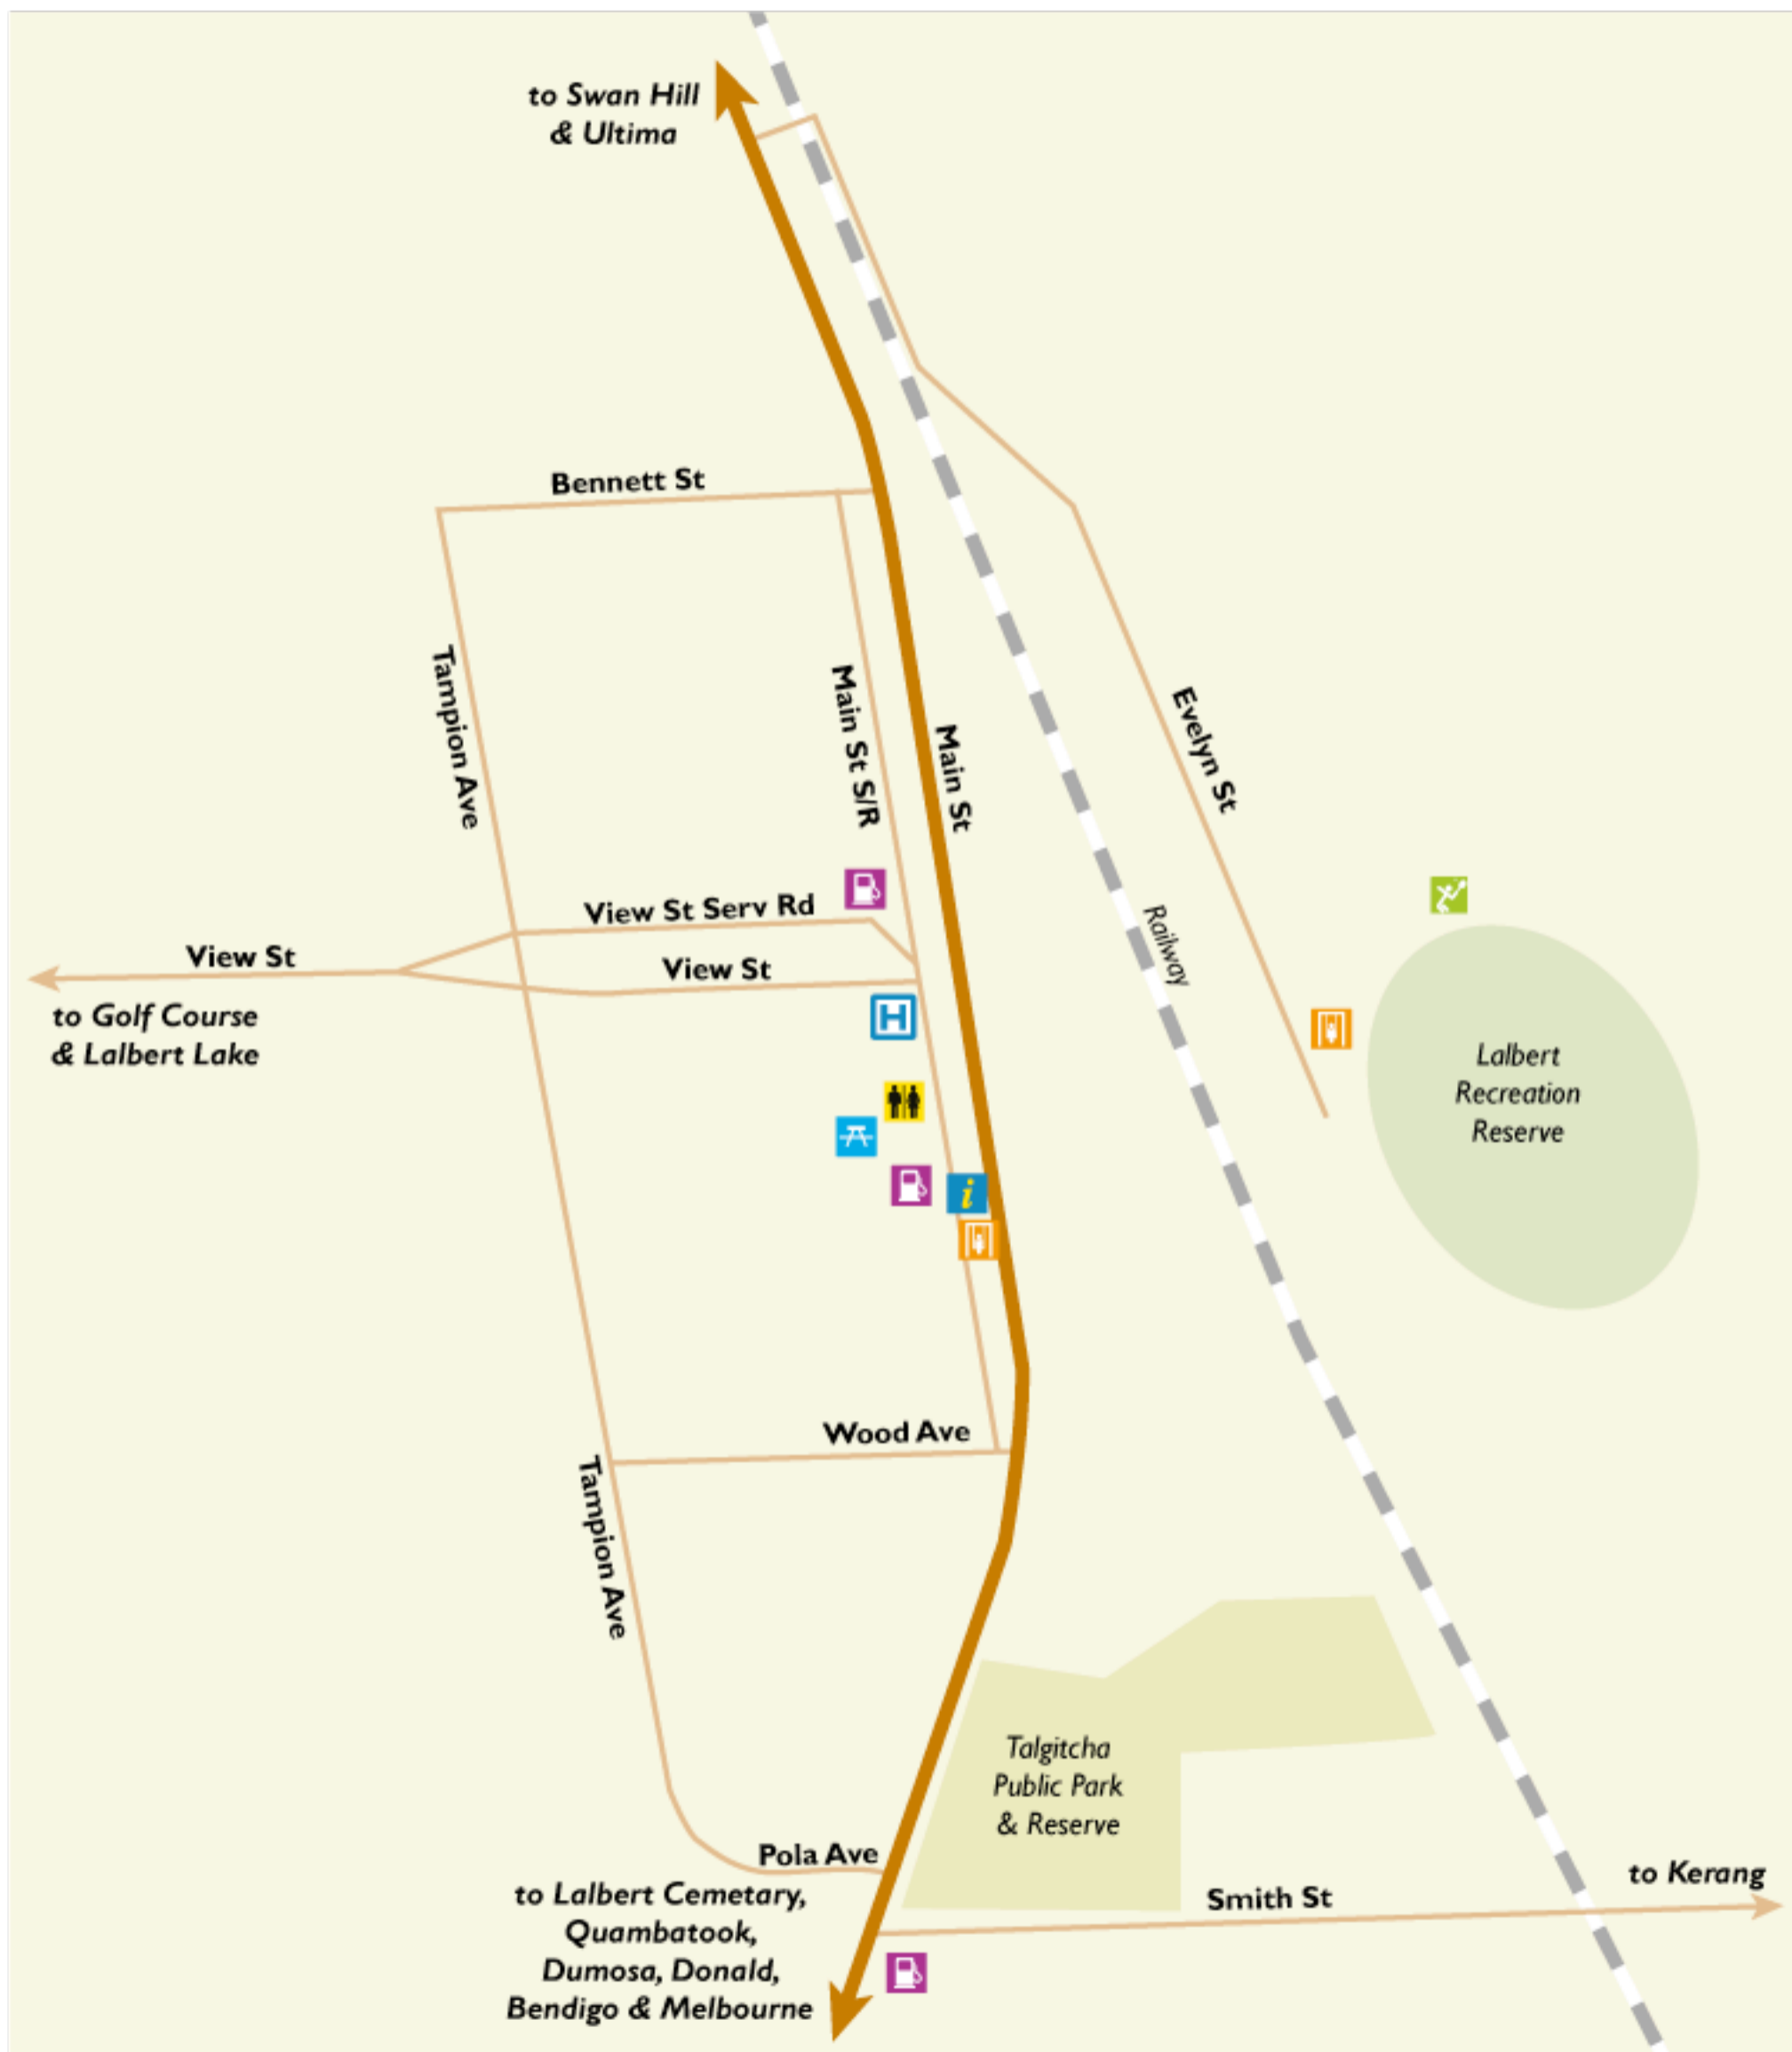 to Swan Hill
& Ultima
Bennett St
Tampion Ave
Main St S/R
Main St
Evelyn St
View St Serv Rd
View St
View St
to Golf Course
& Lalbert Lake
Railway
H
i
Lalbert
Recreation
Reserve
Wood Ave
Tampion Ave
Talgitcha
Public Park
& Reserve
Pola Ave
to Lalbert Cemetary,
Quambatook,
Dumosa, Donald,
Bendigo & Melbourne
Smith St
to Kerang